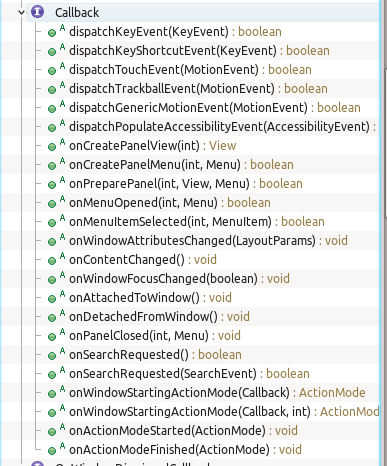 Callback
dispatchKeyEvent(KeyEvent) : boolean
dispatchKeyShortcutEvent(KeyEvent) : boolean
dispatchTouchEvent(MotionEvent) : boolean
dispatchTrackballEvent(MotionEvent) : boolean
dispatchGenericMotionEvent(MotionEvent) : boolean
dispatchPopulateAccessibilityEvent(AccessibilityEvent) :
onCreatePanelView(int) : View
onCreatePanelMenu(int, Menu) : boolean
onPreparePanel(int, View, Menu) : boolean
onMenuOpened(int, Menu) : boolean
onMenuItemSelected(int, MenuItem) : boolean
onWindowAttributesChanged(LayoutParams) : void
onContentChanged() : void
onWindowFocusChanged(boolean) : void
onAttachedToWindow() : void
onDetachedFromWindow() : void
onPanelClosed(int, Menu) : void
onSearchRequested() : boolean
onSearchRequested(SearchEvent) : boolean
onWindowStartingActionMode(Callback) : ActionMode
onWindowStartingActionMode(Callback, int) : ActionMod
onActionModeStarted(ActionMode) : void
onActionModeFinished(ActionMode) : void